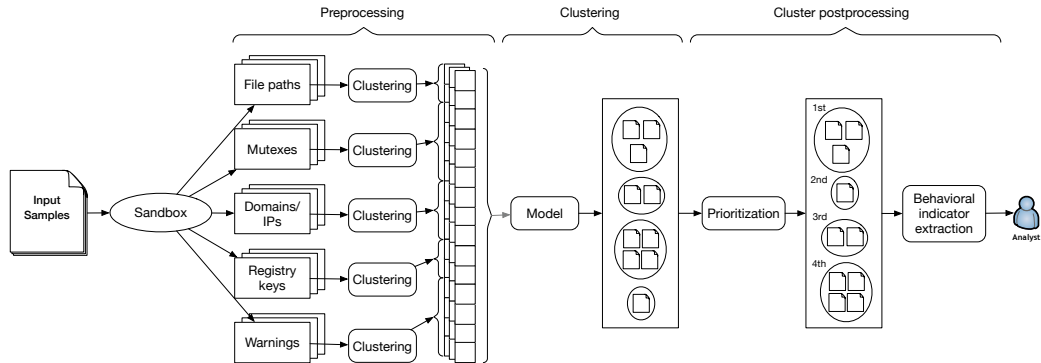 Preprocessing
Clustering
Cluster postprocessing
Input
Samples
Sandbox
File paths
Clustering
Mutexes
Clustering
Domains/
IPs
Clustering
Registry
keys
Clustering
Warnings
Clustering
Model
Prioritization
1st
2nd
3rd
4th
Behavioral
indicator
extraction
Analyst